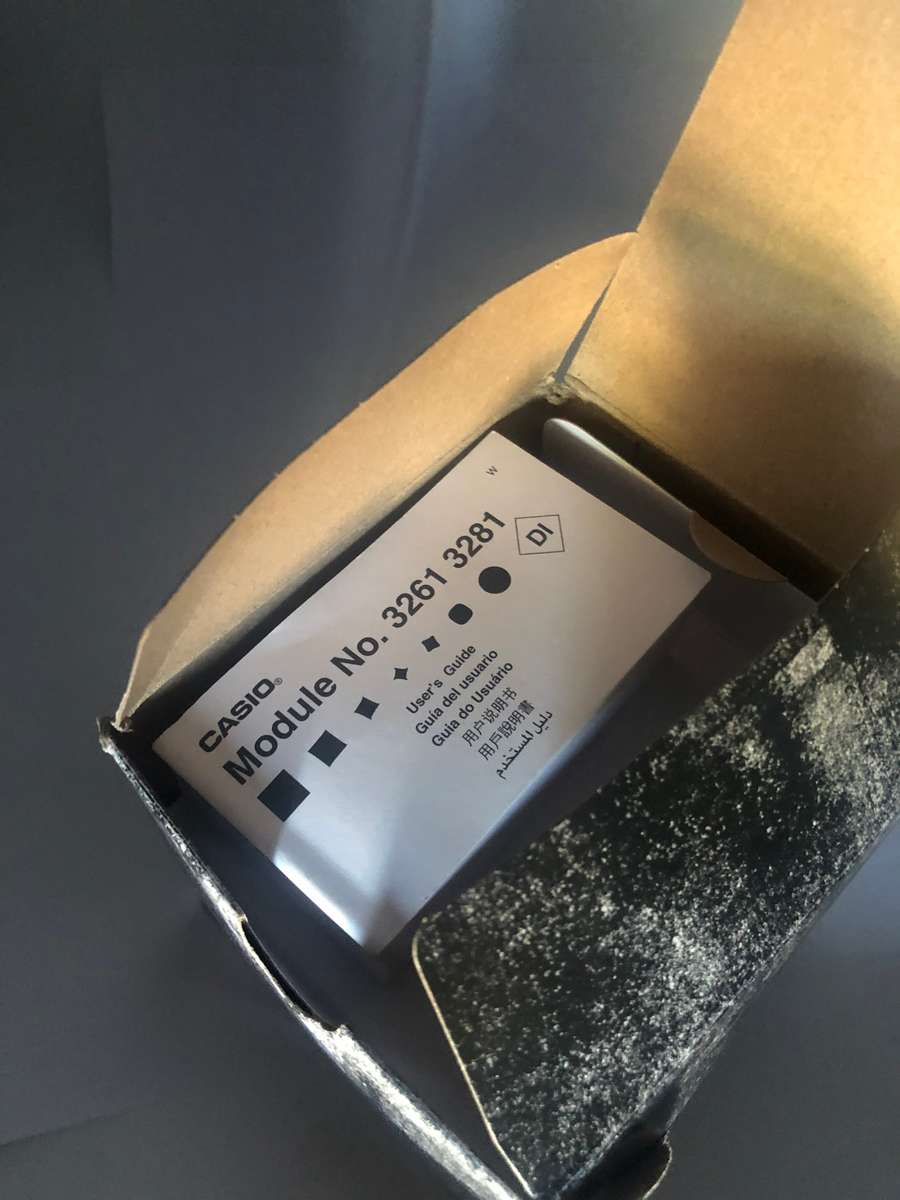 W
CASIO®
Module No. 3261 3281
DI
User's Guide
Guía del usuario
Guia do Usuário
用户说明书
用戶說明書
دليل المستخدم